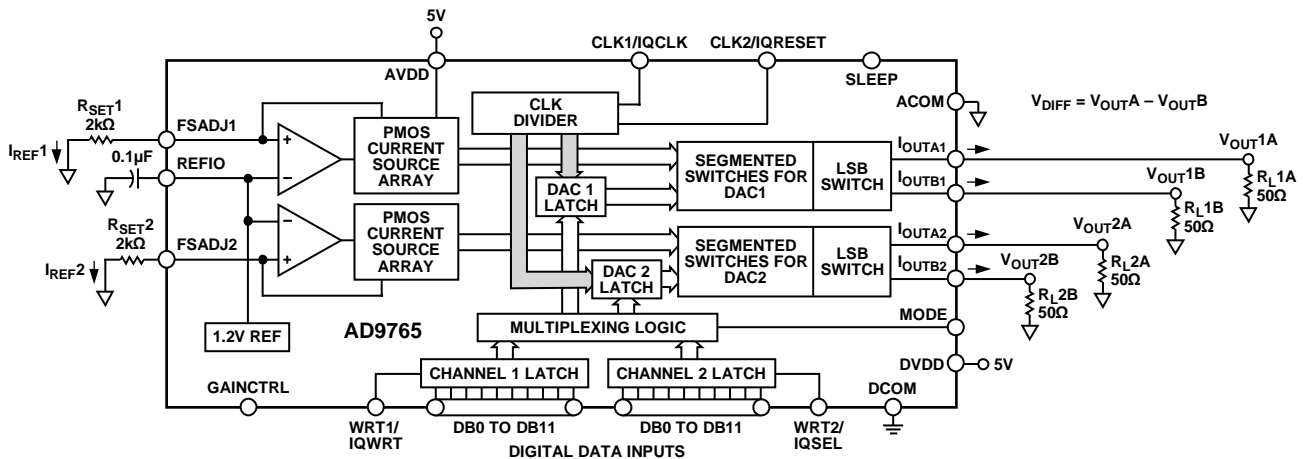 5V
CLK1/IQCLK
CLK2/IQRESET
AVDD
SLEEP
R_SET1
2kΩ
FSADJ1
I_REF1
0.1µF
REFIO
+
−
PMOS
CURRENT
SOURCE
ARRAY
CLK
DIVIDER
ACOM
V_DIFF = V_OUTA – V_OUTB
DAC 1
LATCH
SEGMENTED
SWITCHES FOR
DAC1
LSB
SWITCH
I_OUTA1
I_OUTB1
V_OUT1A
V_OUT1B
R_L1A
50Ω
R_L1B
50Ω
R_SET2
2kΩ
FSADJ2
I_REF2
−
+
PMOS
CURRENT
SOURCE
ARRAY
DAC 2
LATCH
SEGMENTED
SWITCHES FOR
DAC2
LSB
SWITCH
I_OUTA2
I_OUTB2
V_OUT2A
V_OUT2B
R_L2A
50Ω
R_L2B
50Ω
1.2V REF
AD9765
MULTIPLEXING LOGIC
MODE
CHANNEL 1 LATCH
CHANNEL 2 LATCH
DVDD
5V
GAINCTRL
DCOM
WRT1/
IQWRT
DB0 TO DB11
DB0 TO DB11
WRT2/
IQSEL
DIGITAL DATA INPUTS